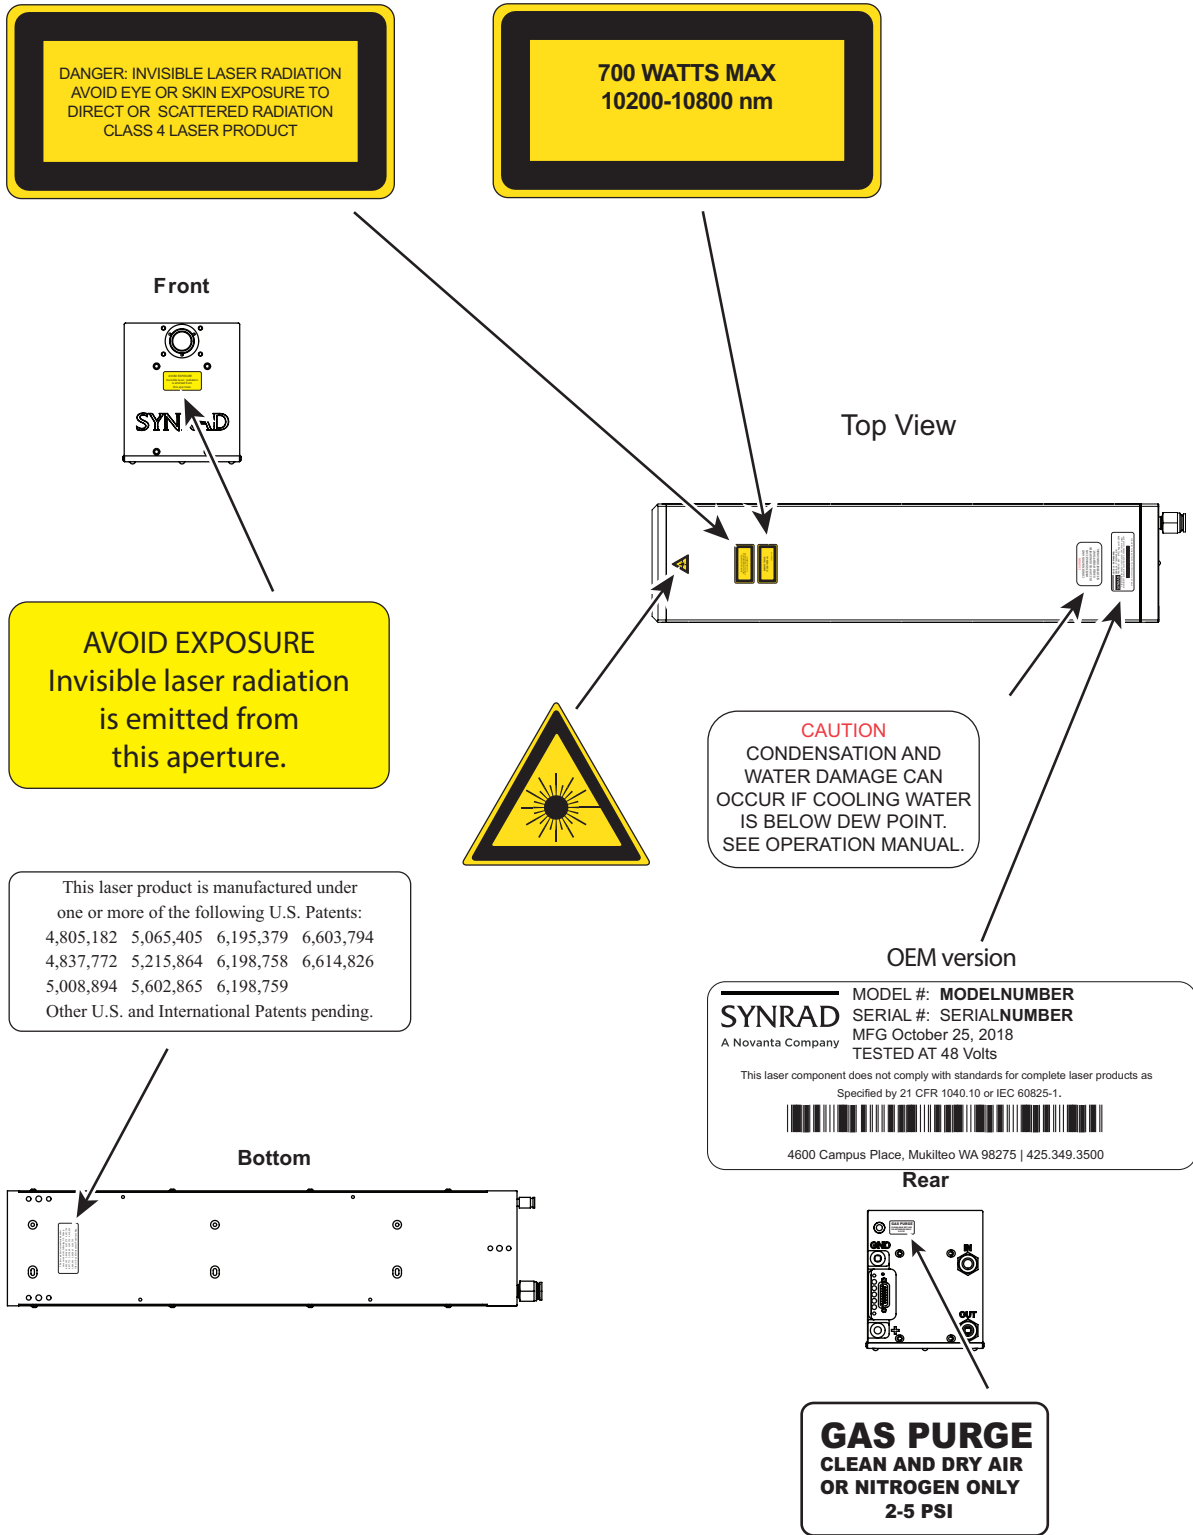 DANGER: INVISIBLE LASER RADIATION
AVOID EYE OR SKIN EXPOSURE TO
DIRECT OR SCATTERED RADIATION
CLASS 4 LASER PRODUCT
700 WATTS MAX
10200-10800 nm
Front
SYNRAD
Top View
AVOID EXPOSURE
Invisible laser radiation
is emitted from
this aperture.
CAUTION
CONDENSATION AND
WATER DAMAGE CAN
OCCUR IF COOLING WATER
IS BELOW DEW POINT.
SEE OPERATION MANUAL.
This laser product is manufactured under
one or more of the following U.S. Patents:
4,805,182 5,065,405 6,195,379 6,603,794
4,837,772 5,215,864 6,198,758 6,614,826
5,008,894 5,602,865 6,198,759
Other U.S. and International Patents pending.
OEM version
SYNRAD
A Novanta Company
MODEL #: MODELNUMBER
SERIAL #: SERIALNUMBER
MFG October 25, 2018
TESTED AT 48 Volts
This laser component does not comply with standards for complete laser products as
Specified by 21 CFR 1040.10 or IEC 60825-1.
4600 Campus Place, Mukilteo WA 98275 | 425.349.3500
Bottom
Rear
GAS PURGE
GND
IN
OUT
+
GAS PURGE
CLEAN AND DRY AIR
OR NITROGEN ONLY
2-5 PSI